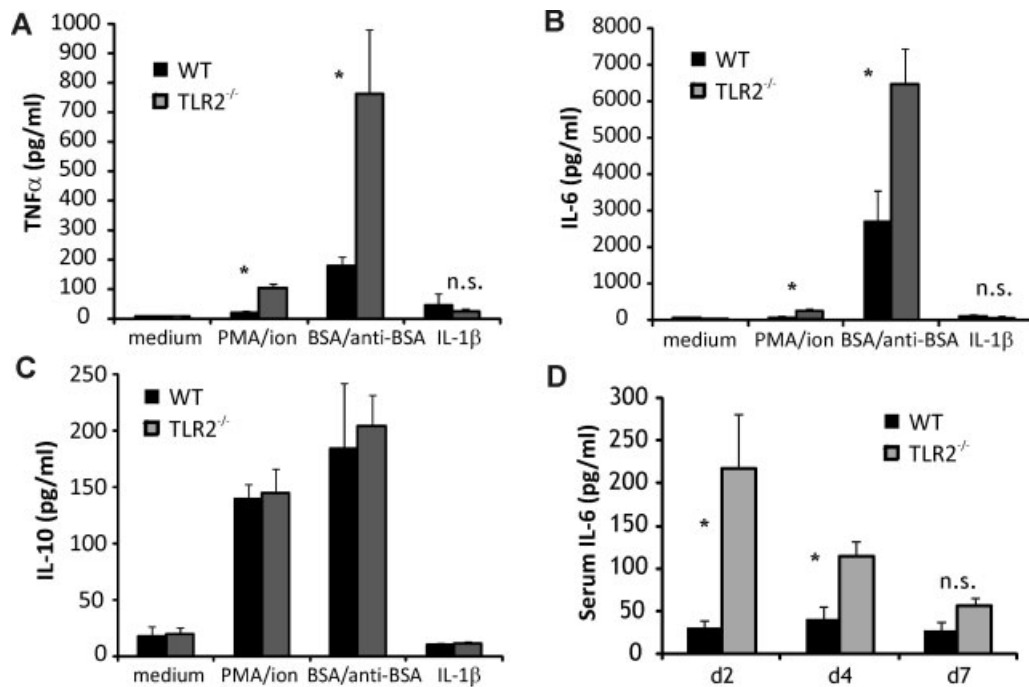 A
TNFα (pg/ml)
1000
900
800
700
600
500
400
300
200
100
0
WT
TLR2-/-
*
*
n.s.
medium PMA/ion BSA/anti-BSA IL-1β
B
IL-6 (pg/ml)
8000
7000
6000
5000
4000
3000
2000
1000
0
WT
TLR2-/-
*
*
n.s.
medium PMA/ion BSA/anti-BSA IL-1β
C
IL-10 (pg/ml)
250
200
150
100
50
0
WT
TLR2-/-
medium PMA/ion BSA/anti-BSA IL-1β
D
Serum IL-6 (pg/ml)
300
250
200
150
100
50
0
WT
TLR2-/-
*
*
n.s.
d2 d4 d7